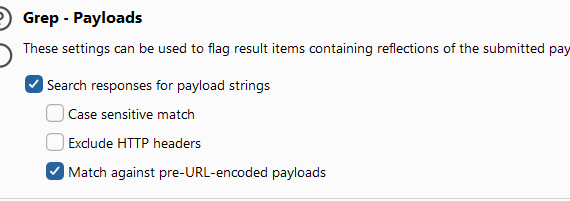 Grep - Payloads
These settings can be used to flag result items containing reflections of the submitted pay
Search responses for payload strings
Case sensitive match
Exclude HTTP headers
Match against pre-URL-encoded payloads